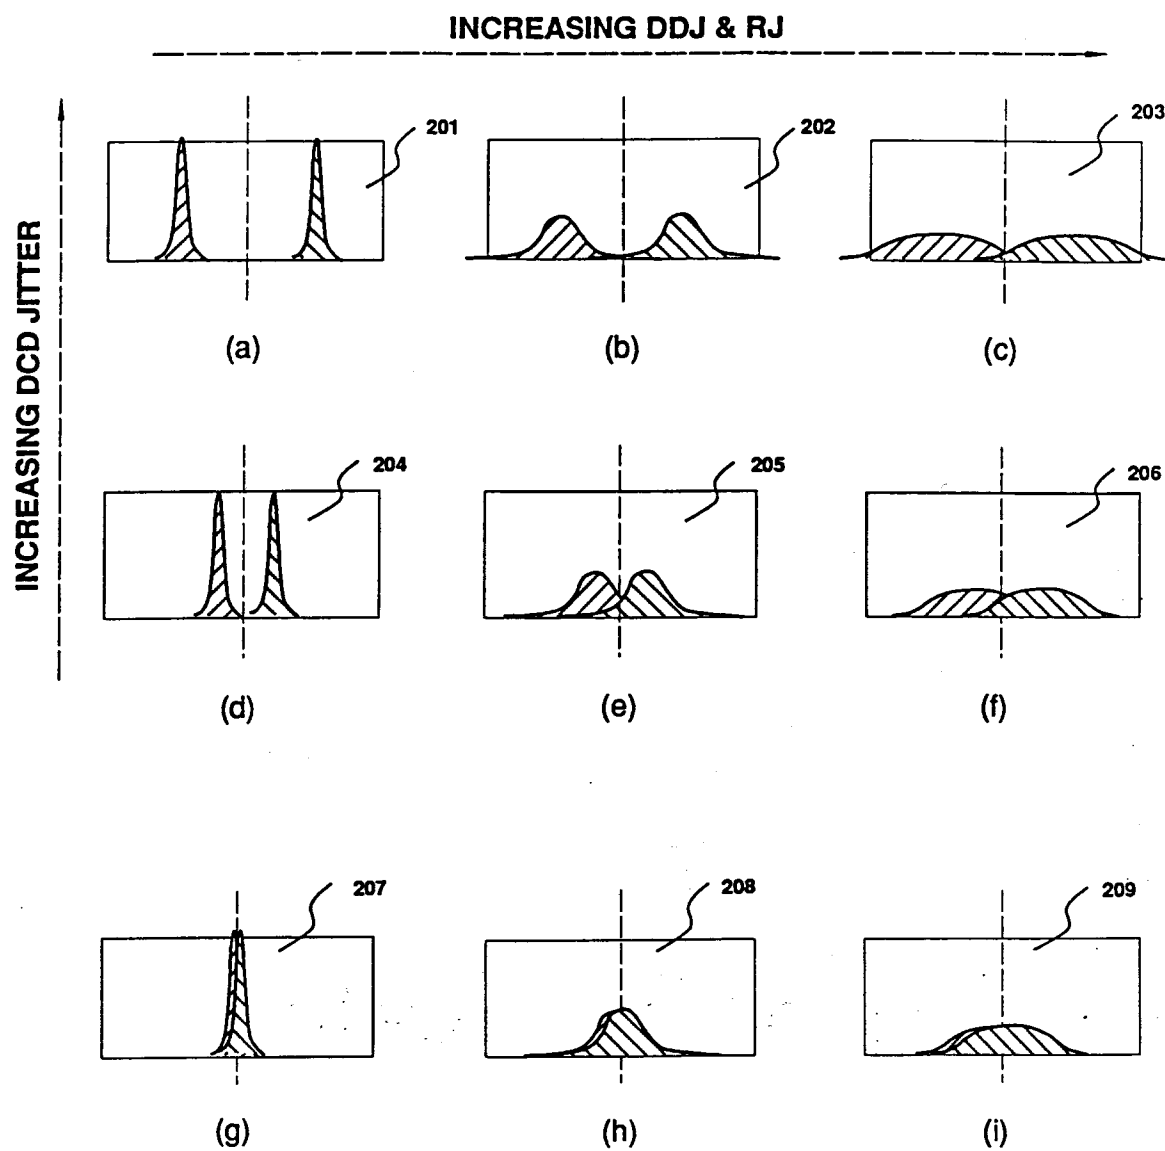 INCREASING DDJ & RJ
INCREASING DCD JITTER
201
202
203
(a)
(b)
(c)
204
205
206
(d)
(e)
(f)
207
208
209
(g)
(h)
(i)